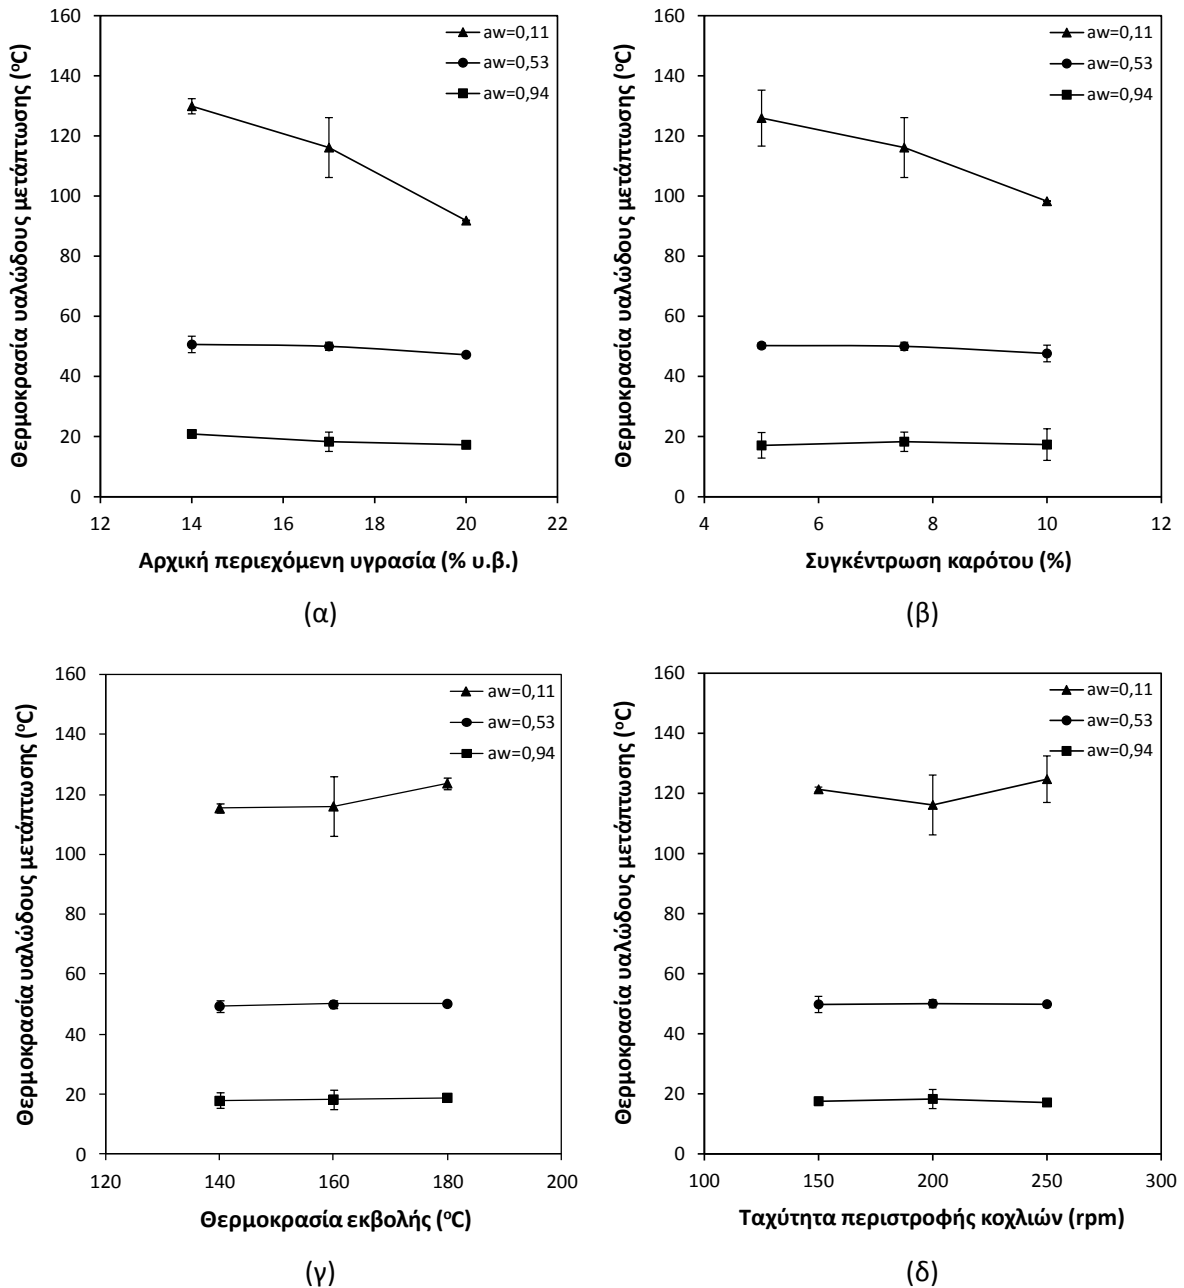 160
140
120
100
80
60
40
20
0
12
14
16
18
20
22
Θερμοκρασία υαλώδους μετάπτωσης (°C)
Αρχική περιεχόμενη υγρασία (% υ.β.)
aw=0,11
aw=0,53
aw=0,94
(α)
160
140
120
100
80
60
40
20
0
4
6
8
10
12
Θερμοκρασία υαλώδους μετάπτωσης (°C)
Συγκέντρωση καρότου (%)
aw=0,11
aw=0,53
aw=0,94
(β)
160
140
120
100
80
60
40
20
0
120
140
160
180
200
Θερμοκρασία υαλώδους μετάπτωσης (°C)
Θερμοκρασία εκβολής (°C)
aw=0,11
aw=0,53
aw=0,94
(γ)
160
140
120
100
80
60
40
20
0
100
150
200
250
300
Θερμοκρασία υαλώδους μετάπτωσης (°C)
Ταχύτητα περιστροφής κοχλιών (rpm)
aw=0,11
aw=0,53
aw=0,94
(δ)